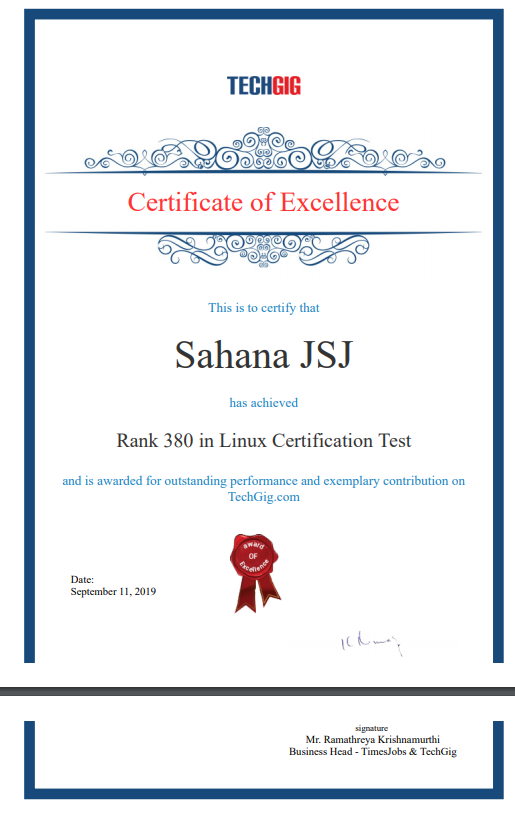 TECHGIG
Certificate of Excellence
This is to certify that
Sahana JSJ
has achieved
Rank 380 in Linux Certification Test
and is awarded for outstanding performance and exemplary contribution on
TechGig.com
award
OF
Excellence
Date:
September 11, 2019
signature
Mr. Ramathreya Krishnamurthi
Business Head - TimesJobs & TechGig